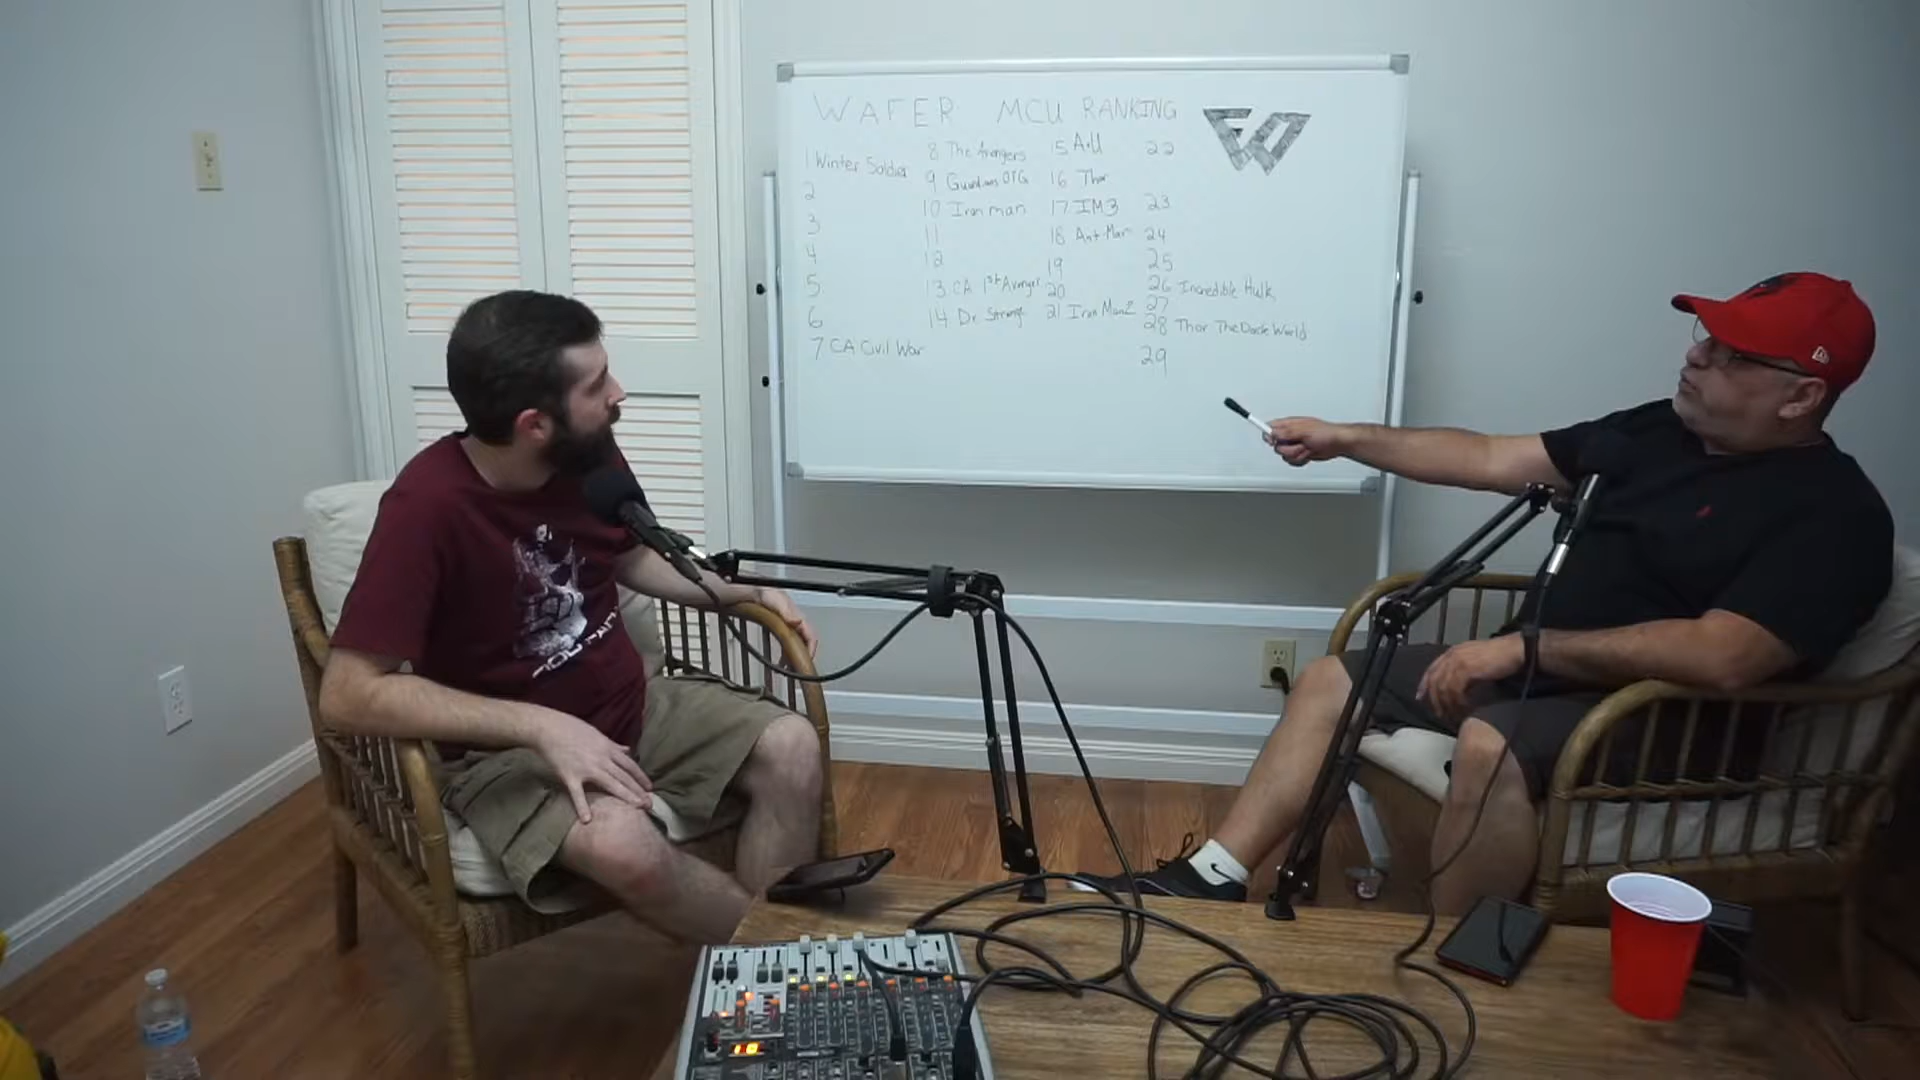 WAFER MCU RANKING
1 Winter Soldier
2
3
4
5
6
7 CA Civil War
8 The Avengers
9 Guardians OTG
10 Iron man
11
12
13 CA 1st Avenger
14 Dr. Strange
15 AoU
16 Thor
17 IM3
18 Ant-Man
19
20
21 Iron Man 2
22
23
24
25
26 Incredible Hulk
27
28 Thor The Dark World
29
10